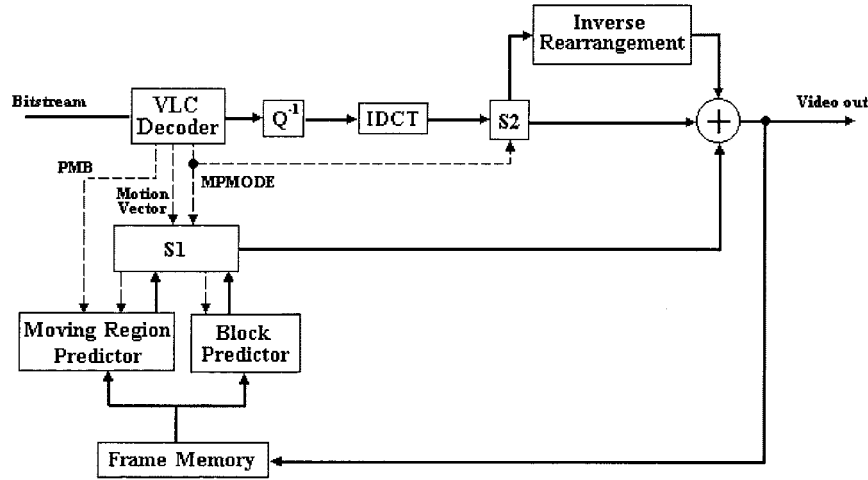 Inverse
Rearrangement
Bitstream
VLC
Decoder
Q-1
IDCT
S2
+
Video out
PMB
Motion
Vector
MPMODE
S1
Moving Region
Predictor
Block
Predictor
Frame Memory